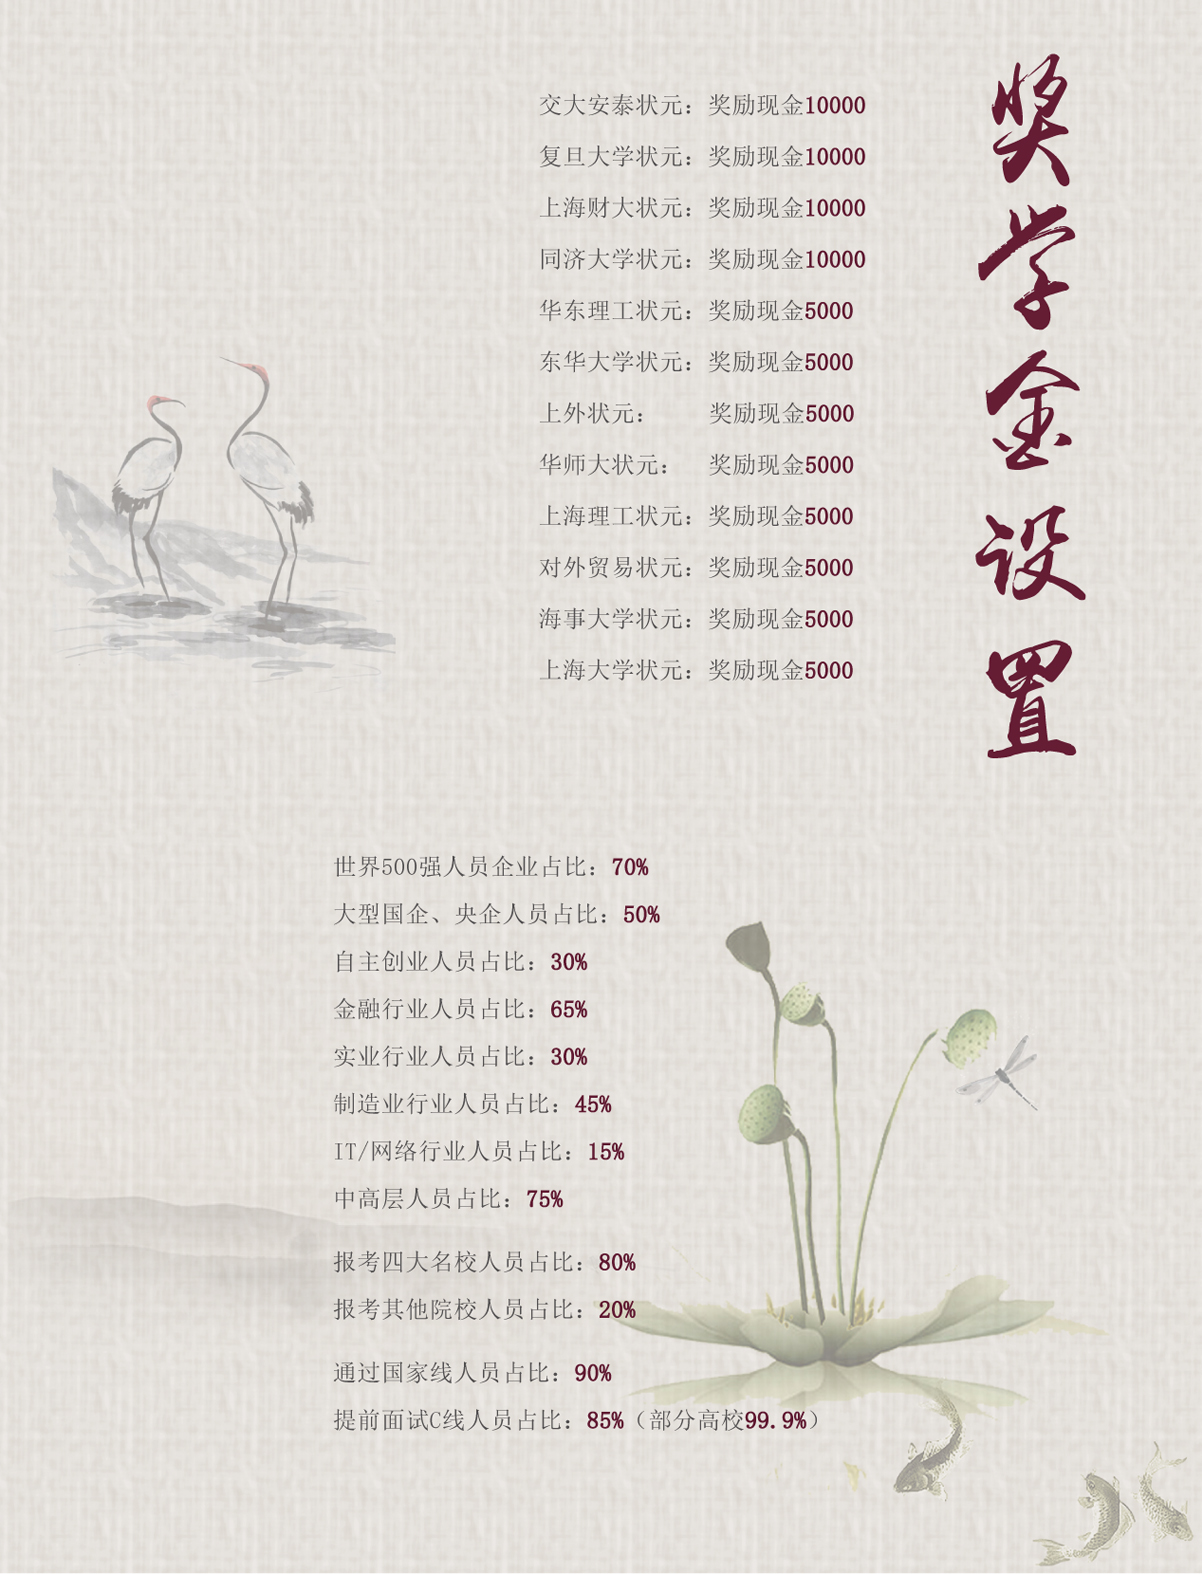 奖学金设置
交大安泰状元：奖励现金10000
复旦大学状元：奖励现金10000
上海财大状元：奖励现金10000
同济大学状元：奖励现金10000
华东理工状元：奖励现金5000
东华大学状元：奖励现金5000
上外状元： 奖励现金5000
华师大状元： 奖励现金5000
上海理工状元：奖励现金5000
对外贸易状元：奖励现金5000
海事大学状元：奖励现金5000
上海大学状元：奖励现金5000
世界500强人员企业占比：70%
大型国企、央企人员占比：50%
自主创业人员占比：30%
金融行业人员占比：65%
实业行业人员占比：30%
制造业行业人员占比：45%
IT/网络行业人员占比：15%
中高层人员占比：75%
报考四大名校人员占比：80%
报考其他院校人员占比：20%
通过国家线人员占比：90%
提前面试C线人员占比：85%（部分高校99.9%）